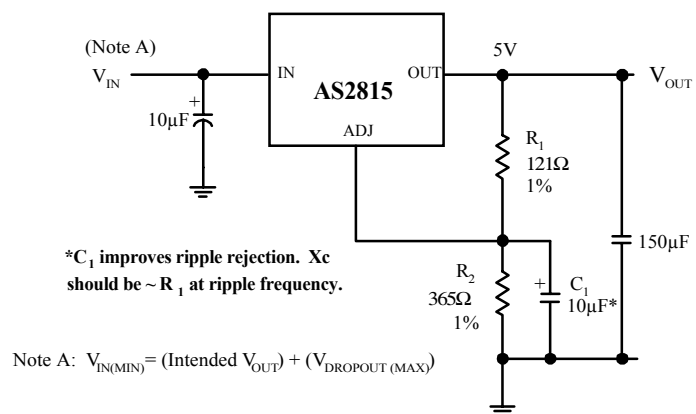 (Note A)
V_IN
IN
OUT
AS2815
ADJ
5V
V_OUT
+
10µF
R_1
121Ω
1%
150µF
*C_1 improves ripple rejection. Xc
should be ~ R_1 at ripple frequency.
R_2
365Ω
1%
+
C_1
10µF*
Note A: V_IN(MIN)= (Intended V_OUT) + (V_DROPOUT (MAX))